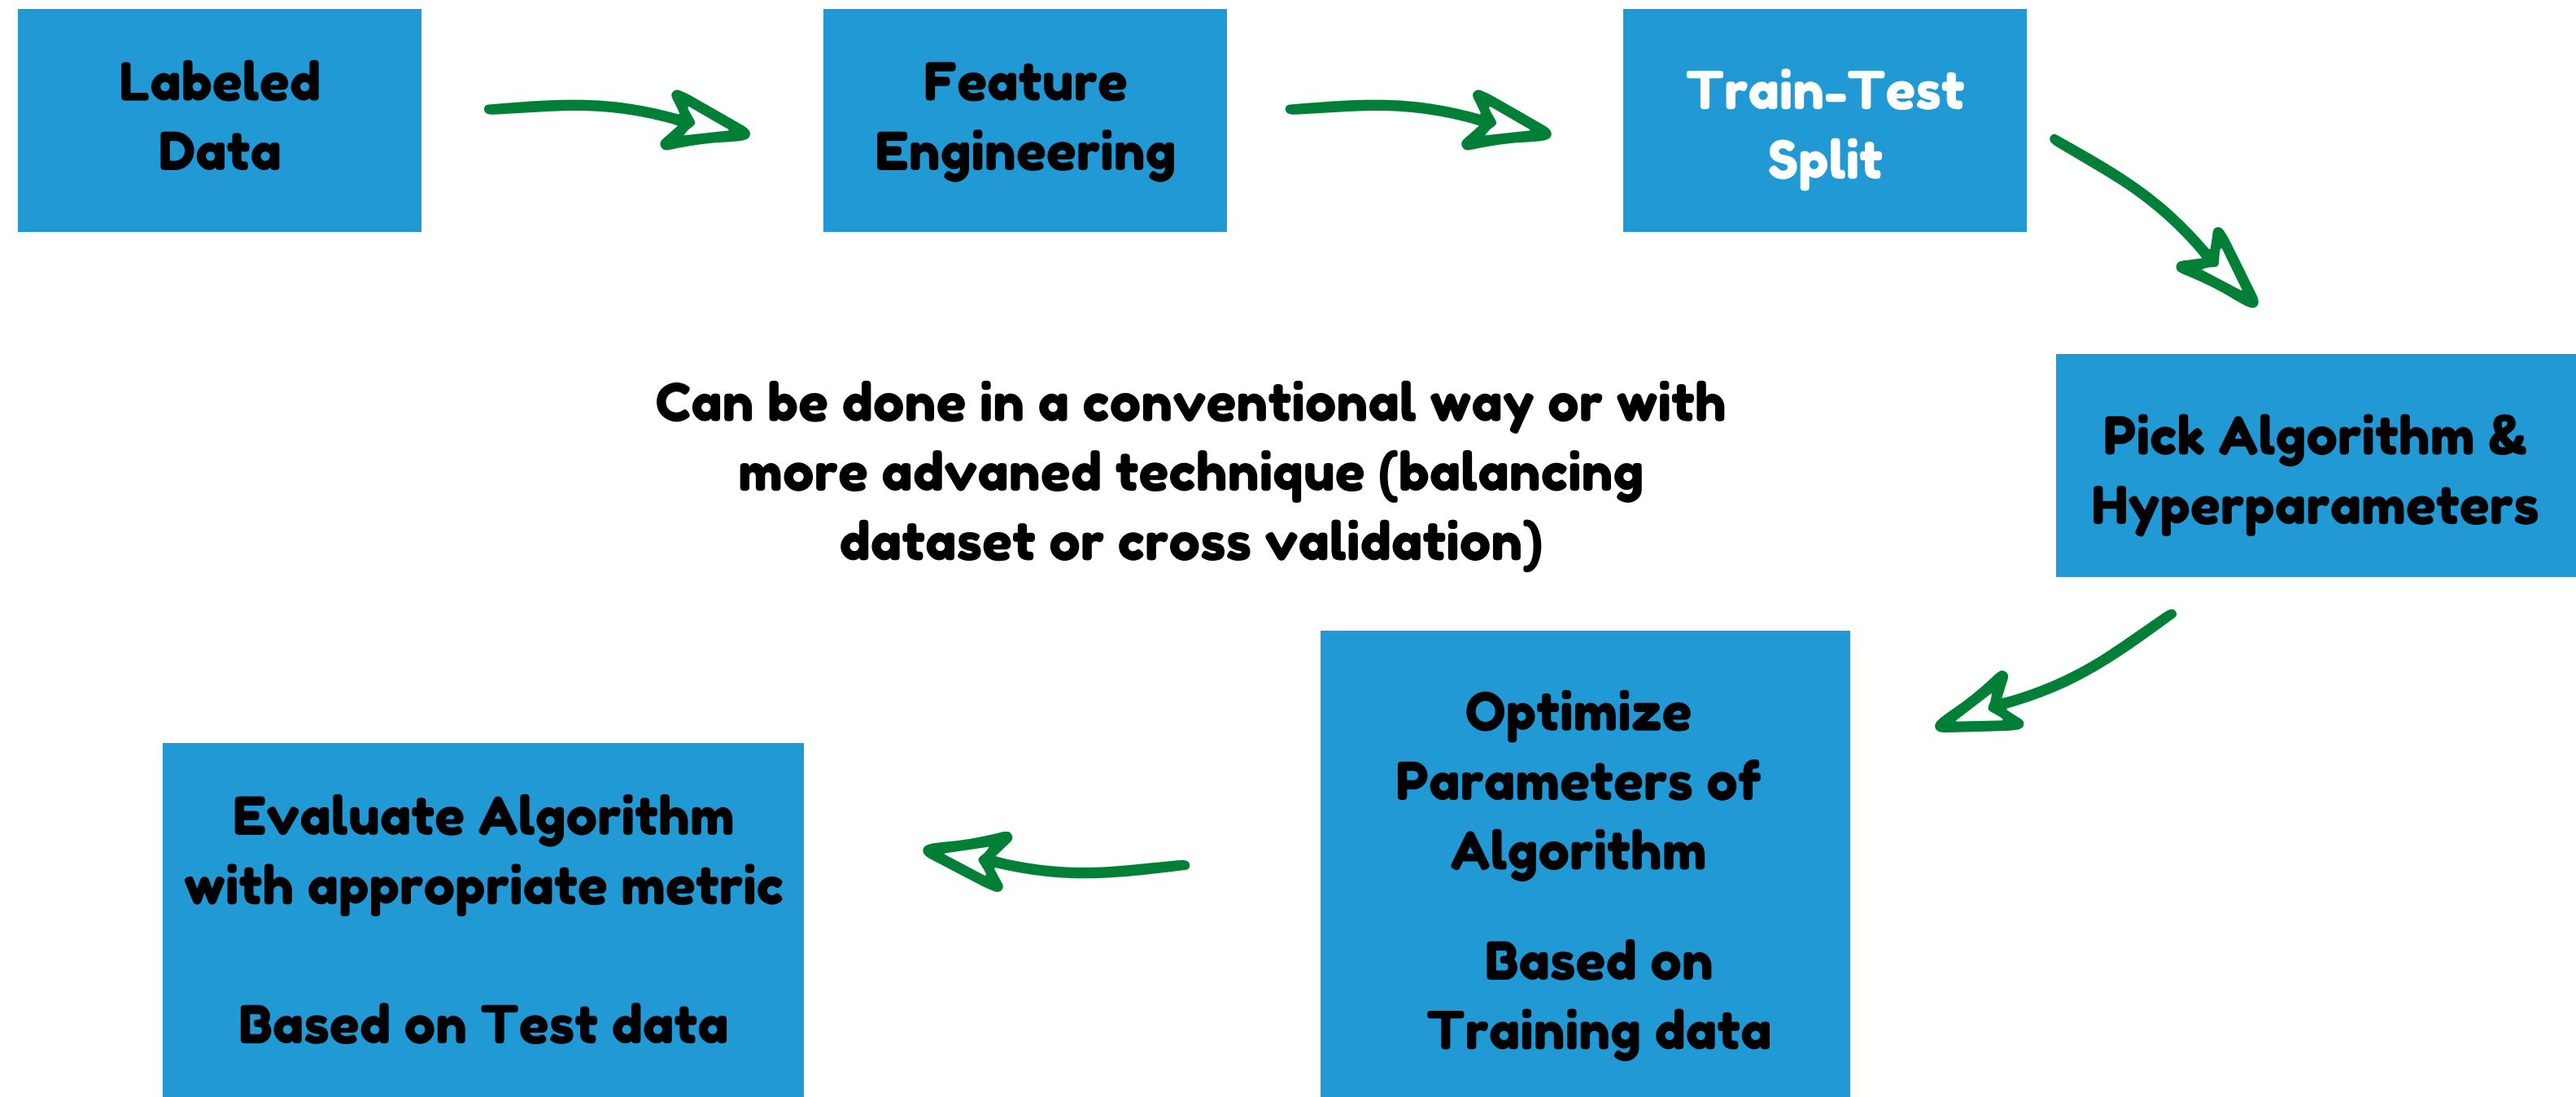 Labeled
Data
Feature
Engineering
Train-Test
Split
Can be done in a conventional way or with
more advaned technique (balancing
dataset or cross validation)
Pick Algorithm &
Hyperparameters
Optimize
Parameters of
Algorithm
Based on
Training data
Evaluate Algorithm
with appropriate metric
Based on Test data